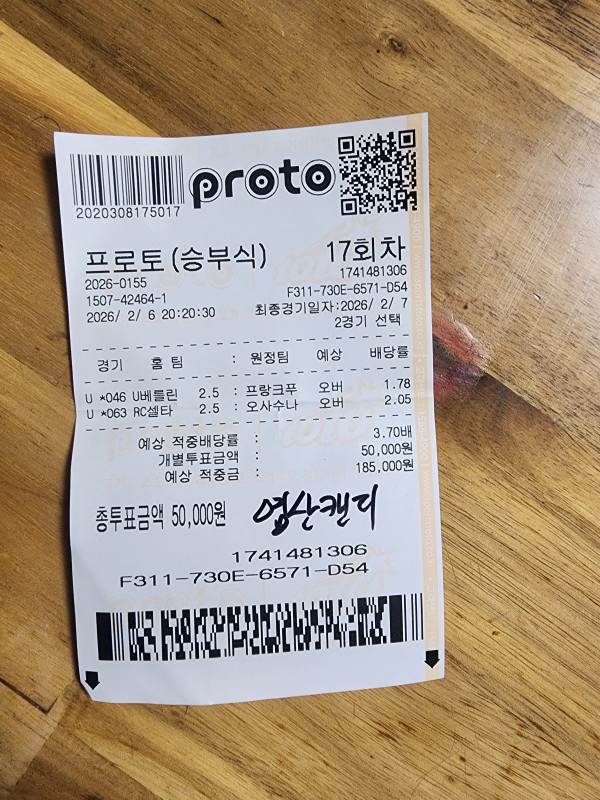 proto
2020308175017
프로토(승부식) 17회차
2026-0155 1741481306
1507-42464-1 F311-730E-6571-D54
2026/ 2/ 6 20:20:30 최종경기일자:2026/ 2/ 7
2경기 선택
경기 홈 팀 : 원정팀 예상 배당률
U *046 U베를린 2.5 : 프랑크푸 오버 1.78
U *063 RC셀타 2.5 : 오사수나 오버 2.05
예상 적중배당률 : 3.70배
개별투표금액 : 50,000원
예상 적중금 : 185,000원
총투표금액 50,000원
1741481306
F311-730E-6571-D54